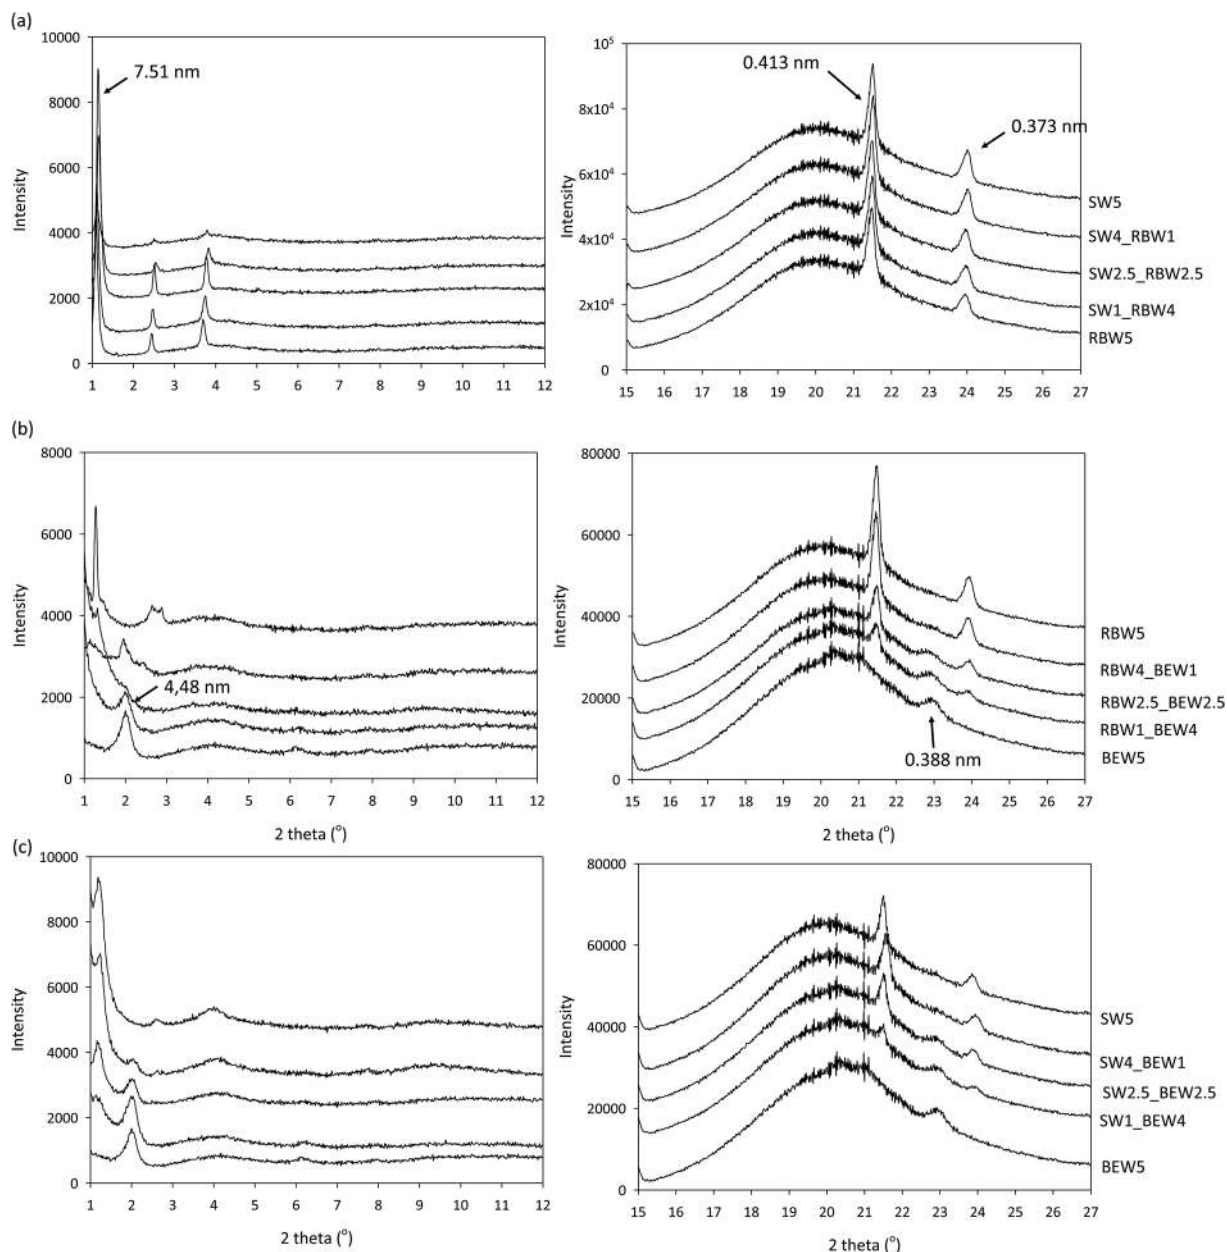 (a)
10000
8000
6000
4000
2000
0
Intensity
7.51 nm
1 2 3 4 5 6 7 8 9 10 11 12
10⁵
8x10⁴
6x10⁴
4x10⁴
2x10⁴
0
Intensity
0.413 nm
0.373 nm
SW5
SW4_RBW1
SW2.5_RBW2.5
SW1_RBW4
RBW5
15 16 17 18 19 20 21 22 23 24 25 26 27
(b)
8000
6000
4000
2000
0
Intensity
4,48 nm
1 2 3 4 5 6 7 8 9 10 11 12
2 theta (°)
80000
60000
40000
20000
0
Intensity
RBW5
RBW4_BEW1
RBW2.5_BEW2.5
RBW1_BEW4
BEW5
0.388 nm
15 16 17 18 19 20 21 22 23 24 25 26 27
2 theta (°)
(c)
10000
8000
6000
4000
2000
0
Intensity
1 2 3 4 5 6 7 8 9 10 11 12
2 theta (°)
80000
60000
40000
20000
0
Intensity
SW5
SW4_BEW1
SW2.5_BEW2.5
SW1_BEW4
BEW5
15 16 17 18 19 20 21 22 23 24 25 26 27
2 theta (°)